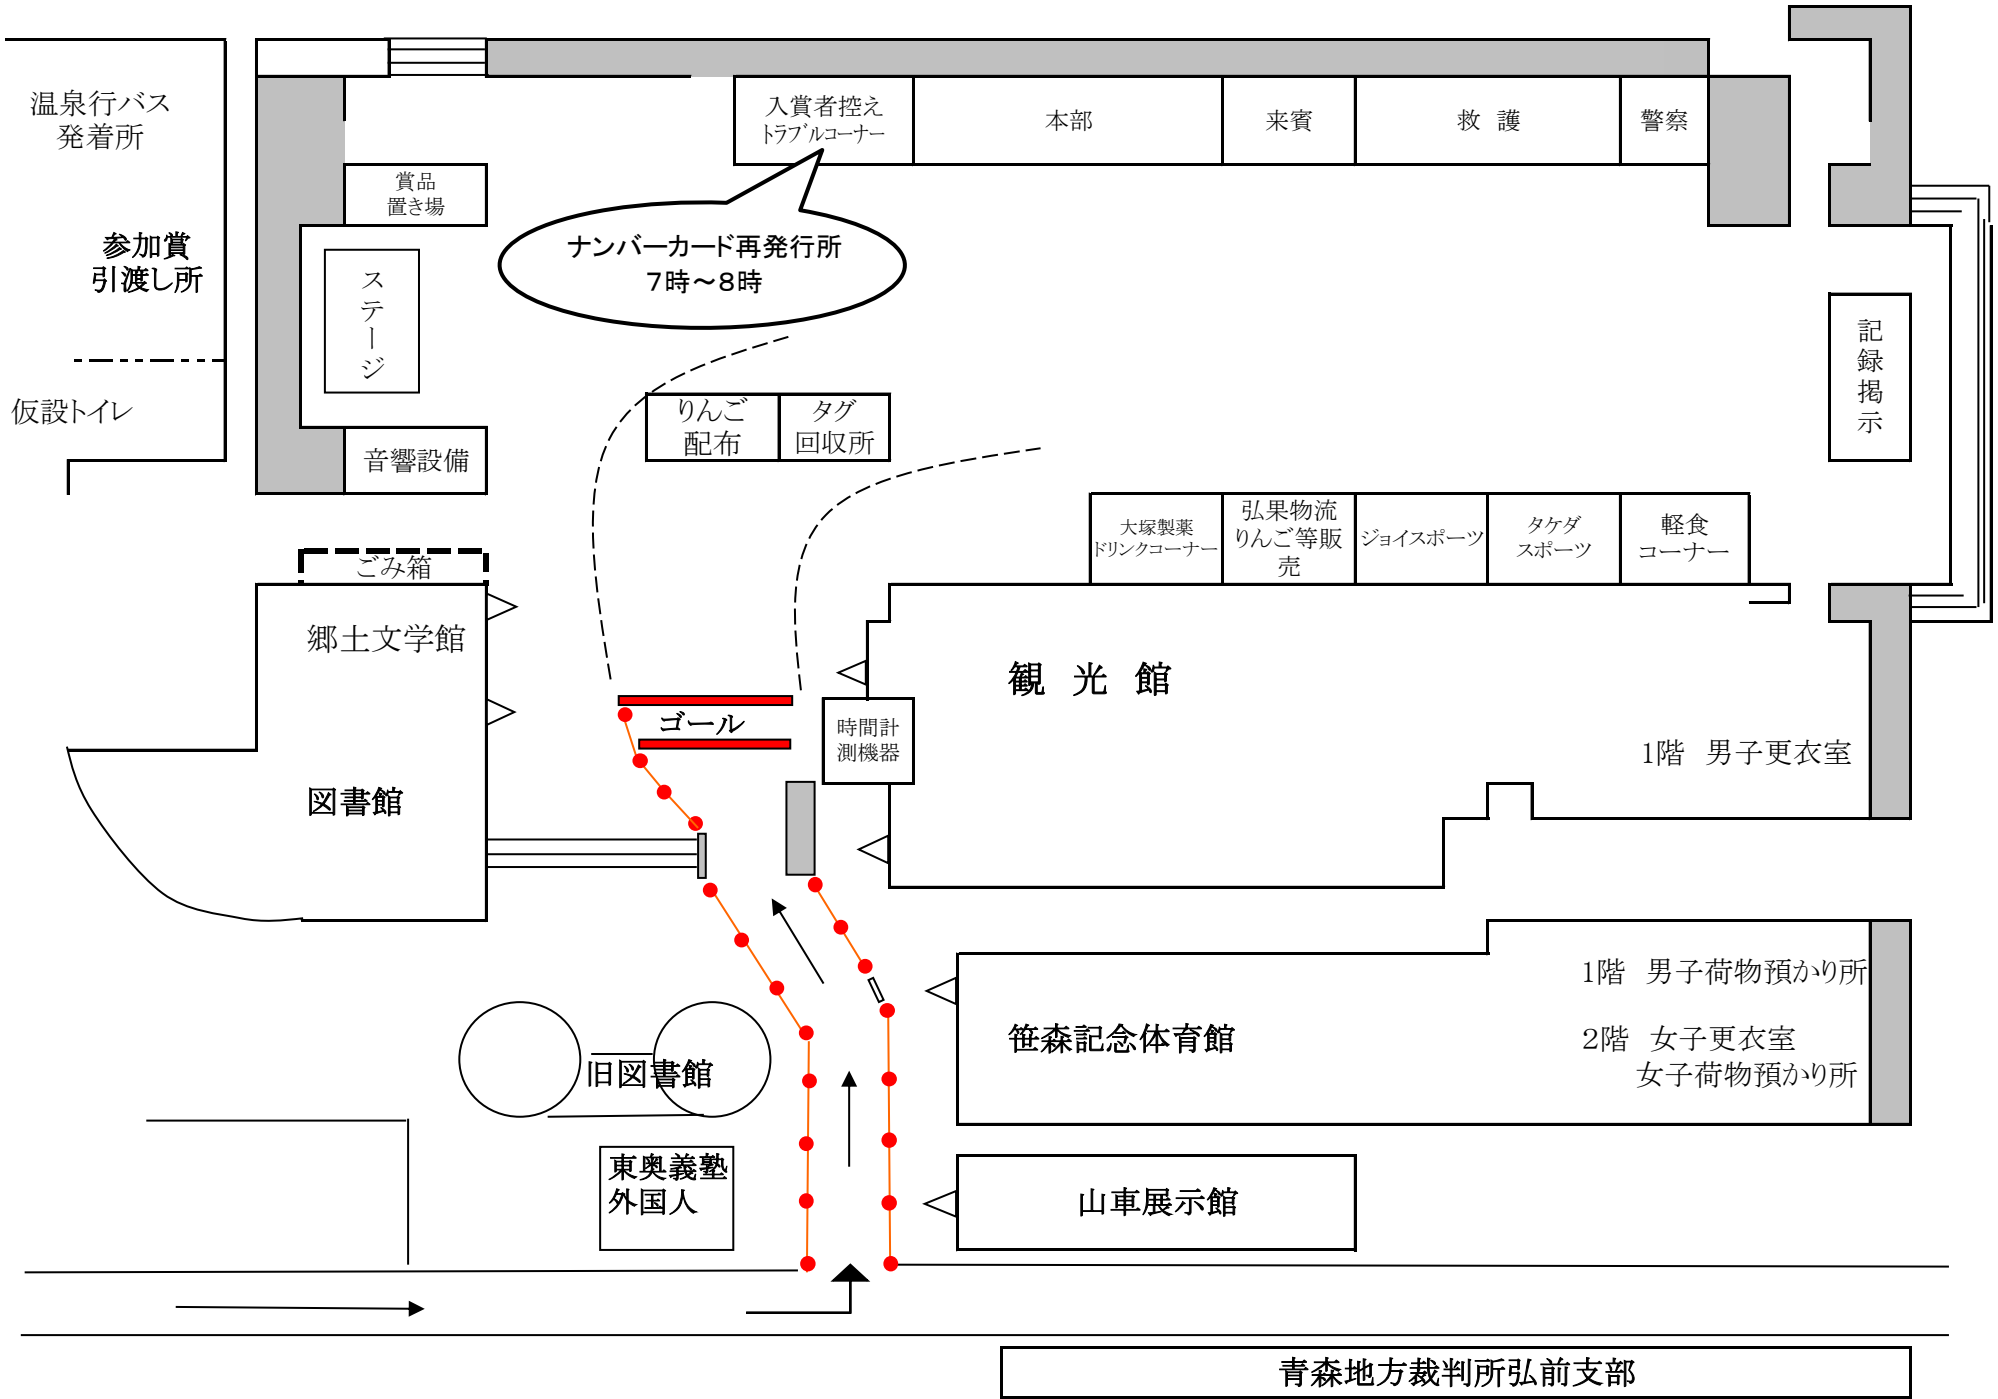 温泉行バス
発着所
参加賞
引渡し所
仮設トイレ
入賞者控え
トラブルコーナー
本部
来賓
救 護
警察
賞品
置き場
ナンバーカード再発行所
7時～8時
ステージ
音響設備
りんご
配布
タグ
回収所
記録掲示
大塚製薬
ドリンクコーナー
弘果物流
りんご等販
売
ジョイスポーツ
タケダ
スポーツ
軽食
コーナー
ごみ箱
郷土文学館
図書館
ゴール
時間計
測機器
観 光 館
1階 男子更衣室
笹森記念体育館
1階 男子荷物預かり所
2階 女子更衣室
女子荷物預かり所
旧図書館
東奥義塾
外国人
山車展示館
青森地方裁判所弘前支部